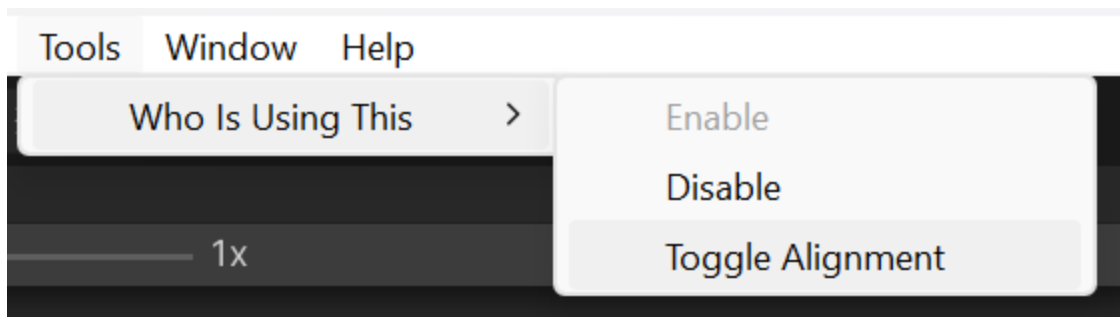 Tools Window Help
Who Is Using This
Enable
Disable
Toggle Alignment
1x